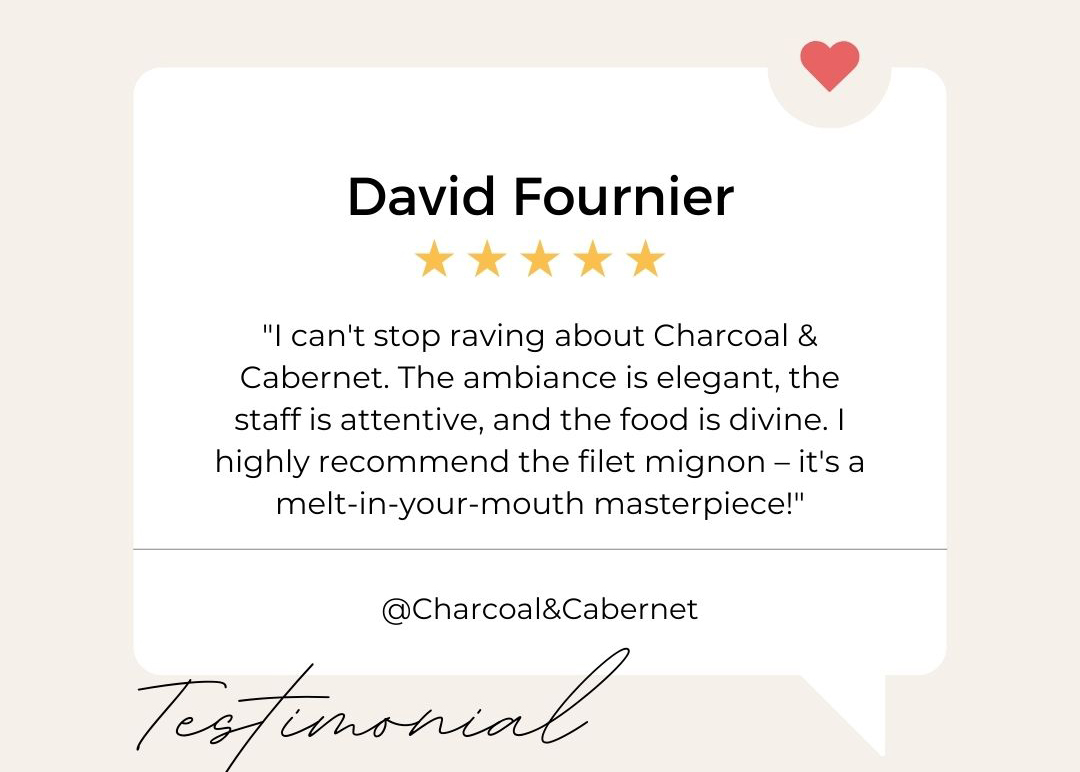 David Fournier
"I can't stop raving about Charcoal &
Cabernet. The ambiance is elegant, the
staff is attentive, and the food is divine. I
highly recommend the filet mignon – it's a
melt-in-your-mouth masterpiece!"
@Charcoal&Cabernet
Testimonial